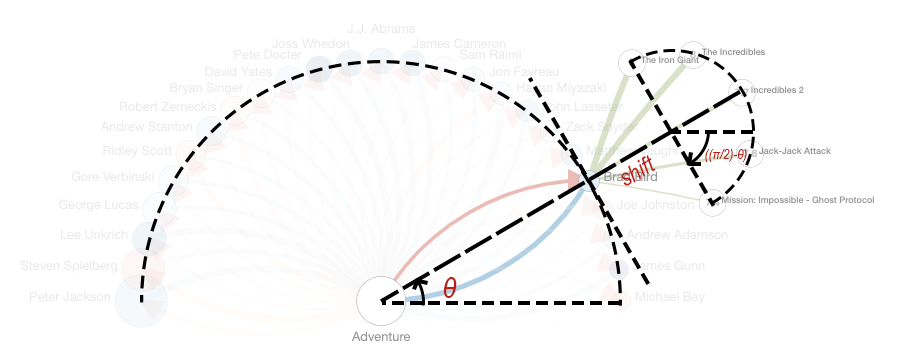 J.J. Abrams
Joss Whedon
James Cameron
Pete Docter
Sam Raimi
David Yates
Jon Favreau
Bryan Singer
Hayao Miyazaki
Robert Zemeckis
John Lasseter
Andrew Stanton
Zack Snyder
Ridley Scott
Gore Verbinski
Brad Bird
George Lucas
Joe Johnston
Lee Unkrich
Andrew Adamson
Steven Spielberg
James Gunn
Peter Jackson
Michael Bay
Adventure
The Iron Giant
The Incredibles
Incredibles 2
Jack-Jack Attack
Mission: Impossible - Ghost Protocol
shift
((π/2)-θ)
θ